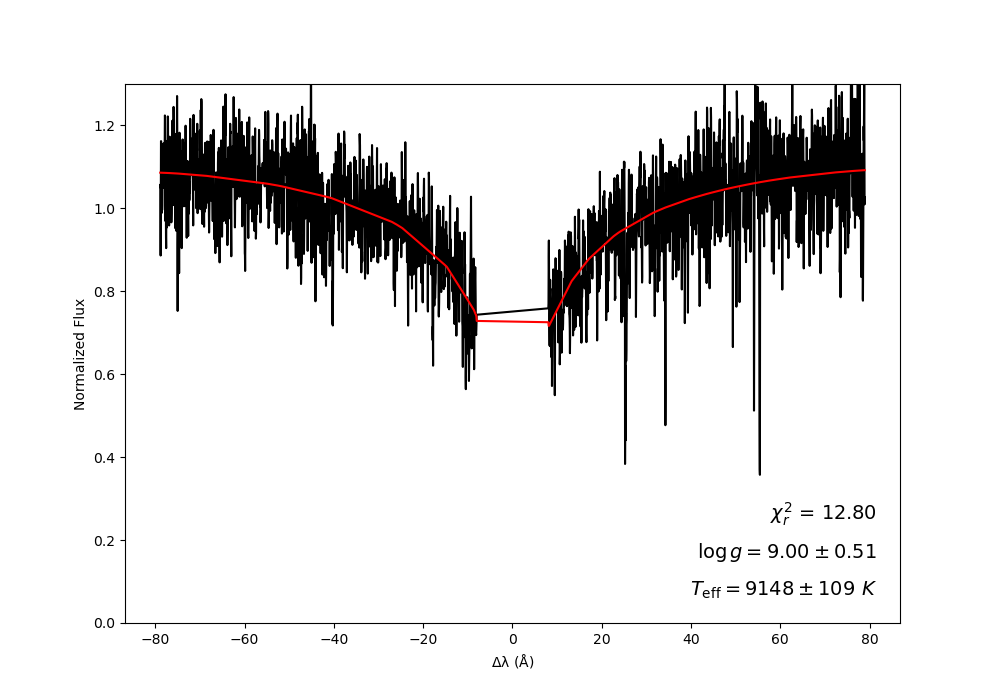 1.2
1.0
0.8
0.6
0.4
0.2
0.0
Normalized Flux
χ²ᵣ = 12.80
log g = 9.00 ± 0.51
T_eff = 9148 ± 109 K
−80 −60 −40 −20 0 20 40 60 80
Δλ (Å)